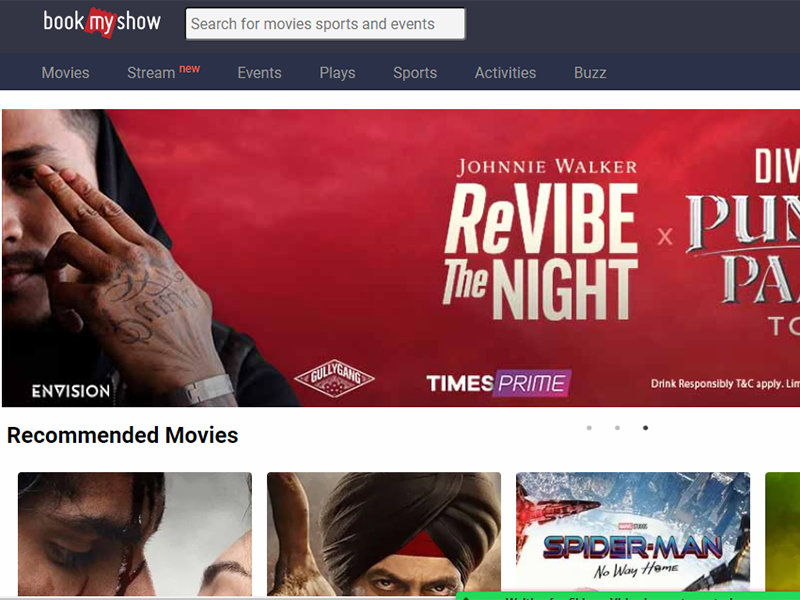 book my show
Search for movies sports and events
Movies Stream new Events Plays Sports Activities Buzz
JOHNNIE WALKER
ReVIBE
The NIGHT
x
DIV
PUN
PA
TO
ENVISION
GULLYGANG
TIMES PRIME
Drink Responsibly T&C apply. Lim
Recommended Movies
MARVEL STUDIOS
SPIDER-MAN
No Way Home